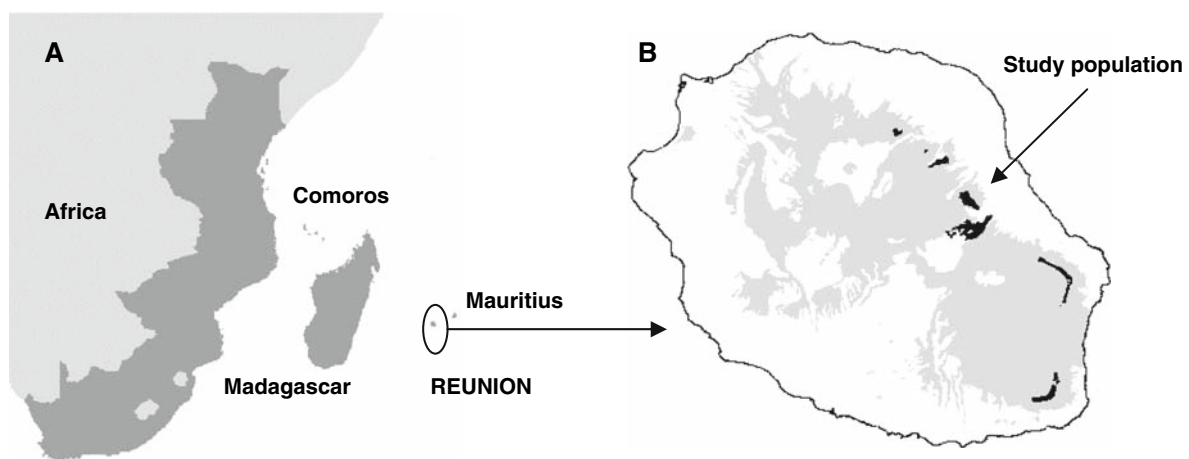 A
Africa
Comoros
Mauritius
Madagascar
REUNION
B
Study population